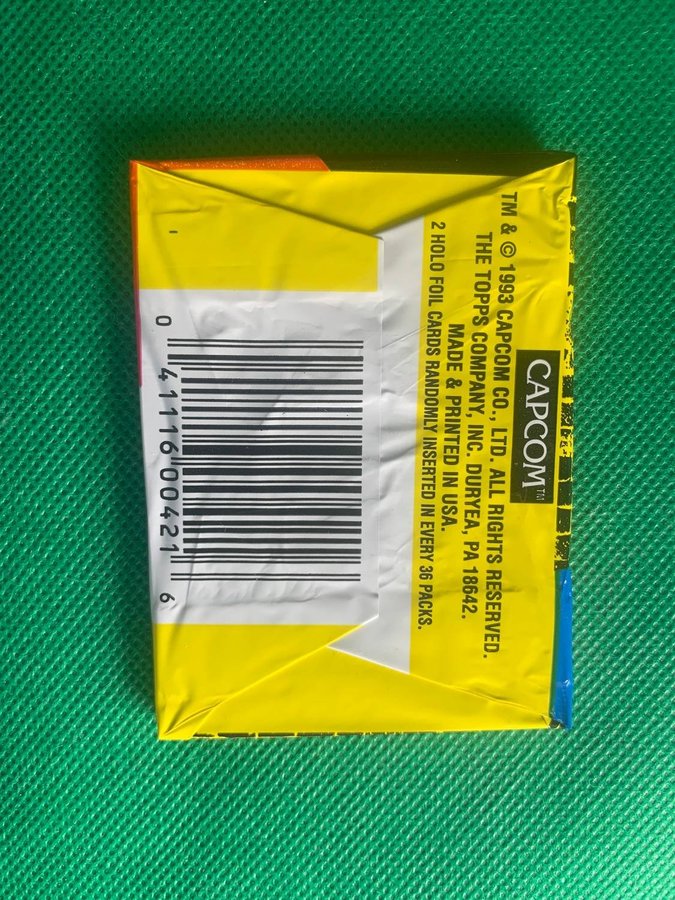 CAPCOM™
TM & © 1993 CAPCOM CO., LTD. ALL RIGHTS RESERVED.
THE TOPPS COMPANY, INC. DURYEA, PA 18642.
MADE & PRINTED IN USA.
2 HOLO FOIL CARDS RANDOMLY INSERTED IN EVERY 36 PACKS.
0 41116 00421 6